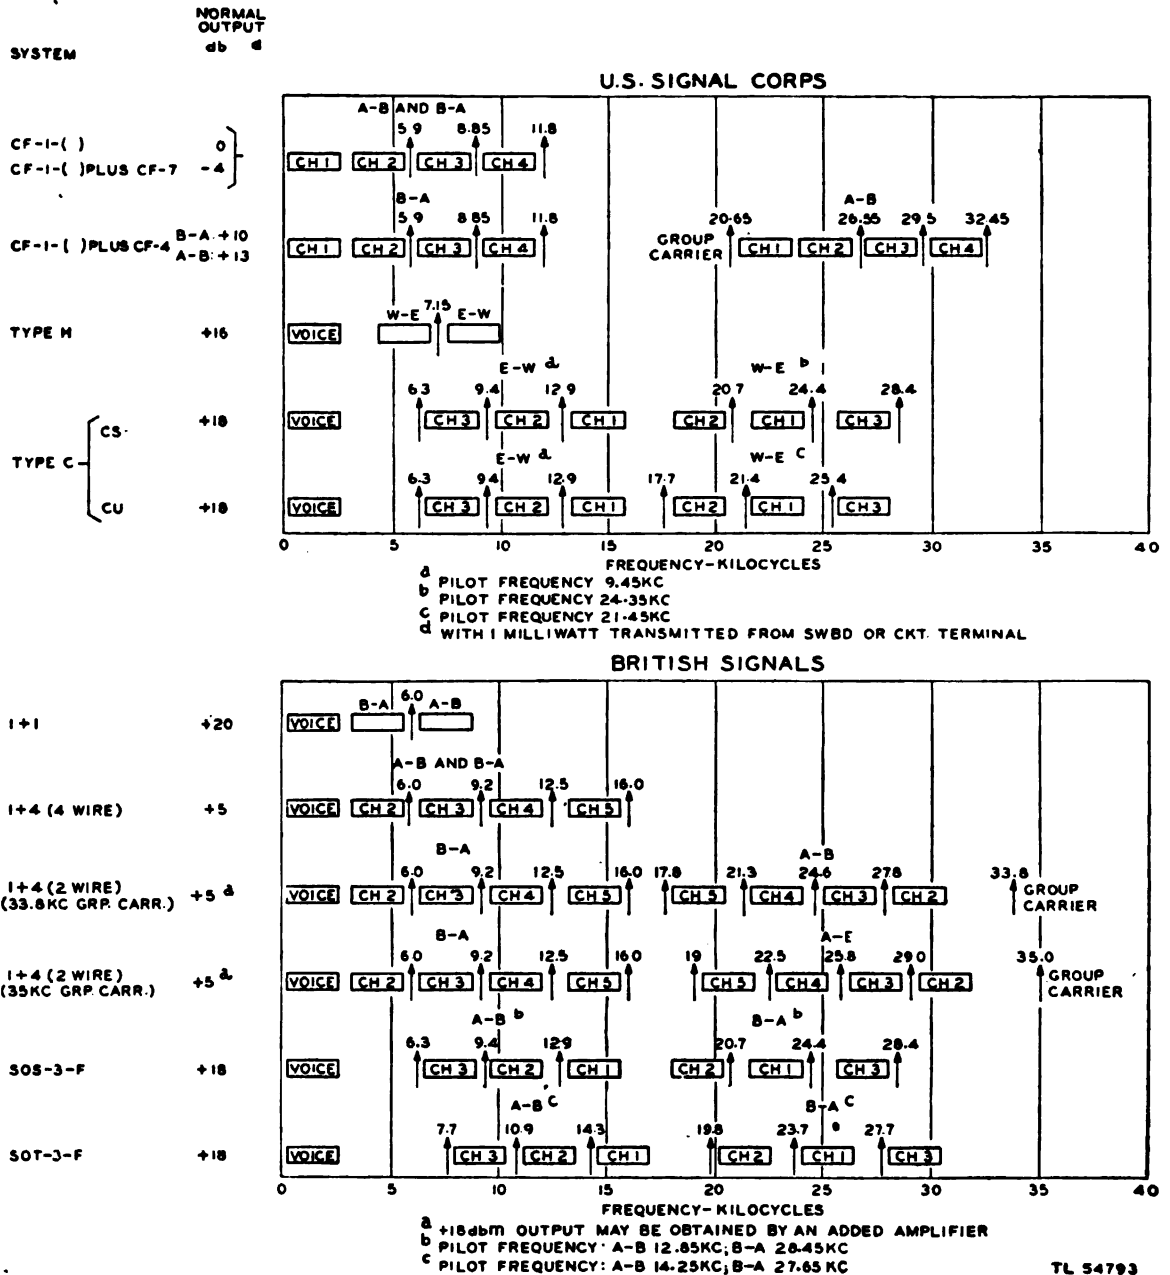 NORMAL
OUTPUT
SYSTEM db d
U.S. SIGNAL CORPS
A-B AND B-A
5.9 8.85 11.8
CF-1-( ) 0
CF-1-( )PLUS CF-7 -4
CH 1 CH 2 CH 3 CH 4
B-A A-B
5.9 8.85 11.8 20.65 26.55 29.5 32.45
CF-1-( )PLUS CF-4 B-A: +10
A-B: +13
CH 1 CH 2 CH 3 CH 4 GROUP CARRIER CH 1 CH 2 CH 3 CH 4
W-E 7.15 E-W
TYPE H +16 VOICE
E-W d W-E b
6.3 9.4 12.9 20.7 24.4 28.4
CS +18 VOICE CH 3 CH 2 CH 1 CH 2 CH 1 CH 3
TYPE C
E-W a W-E c
6.3 9.4 12.9 17.7 21.4 25.4
CU +18 VOICE CH 3 CH 2 CH 1 CH 2 CH 1 CH 3
0 5 10 15 20 25 30 35 40
FREQUENCY-KILOCYCLES
a PILOT FREQUENCY 9.45KC
b PILOT FREQUENCY 24.35KC
c PILOT FREQUENCY 21.45KC
d WITH 1 MILLIWATT TRANSMITTED FROM SWBD OR CKT. TERMINAL
BRITISH SIGNALS
B-A 6.0 A-B
1+1 +20 VOICE
A-B AND B-A
6.0 9.2 12.5 16.0
1+4 (4 WIRE) +5 VOICE CH 2 CH 3 CH 4 CH 5
B-A A-B
6.0 9.2 12.5 16.0 17.8 21.3 24.6 27.8 33.8
1+4 (2 WIRE)
(33.8KC GRP. CARR.) +5 a VOICE CH 2 CH 3 CH 4 CH 5 CH 5 CH 4 CH 3 CH 2 GROUP CARRIER
B-A A-E
6.0 9.2 12.5 16.0 19 22.5 25.8 29.0 35.0
1+4 (2 WIRE)
(35KC GRP. CARR.) +5 a VOICE CH 2 CH 3 CH 4 CH 5 CH 5 CH 4 CH 3 CH 2 GROUP CARRIER
A-B b B-A b
6.3 9.4 12.9 20.7 24.4 28.4
SOS-3-F +18 VOICE CH 3 CH 2 CH 1 CH 2 CH 1 CH 3
A-B c B-A c
7.7 10.9 14.3 19.8 23.7 27.7
SOT-3-F +18 VOICE CH 3 CH 2 CH 1 CH 2 CH 1 CH 3
0 5 10 15 20 25 30 35 40
FREQUENCY-KILOCYCLES
a +18dbm OUTPUT MAY BE OBTAINED BY AN ADDED AMPLIFIER
b PILOT FREQUENCY: A-B 12.85KC; B-A 28.45KC
c PILOT FREQUENCY: A-B 14.25KC; B-A 27.65 KC
TL 54793